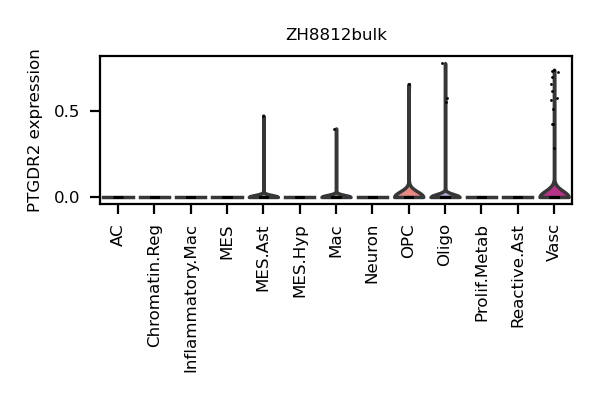 ZH8812bulk
PTGDR2 expression
0.5
0.0
AC
Chromatin.Reg
Inflammatory.Mac
MES
MES.Ast
MES.Hyp
Mac
Neuron
OPC
Oligo
Prolif.Metab
Reactive.Ast
Vasc